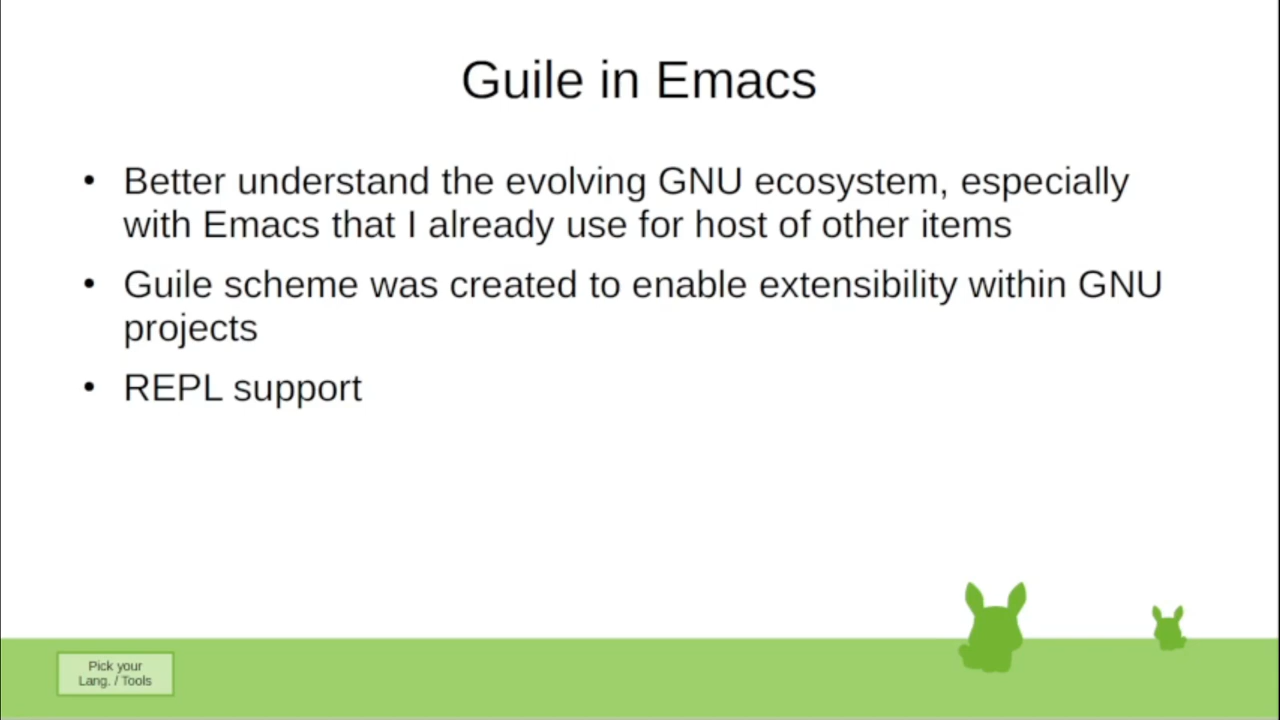 Guile in Emacs
• Better understand the evolving GNU ecosystem, especially
with Emacs that I already use for host of other items
• Guile scheme was created to enable extensibility within GNU
projects
• REPL support
Pick your
Lang. / Tools